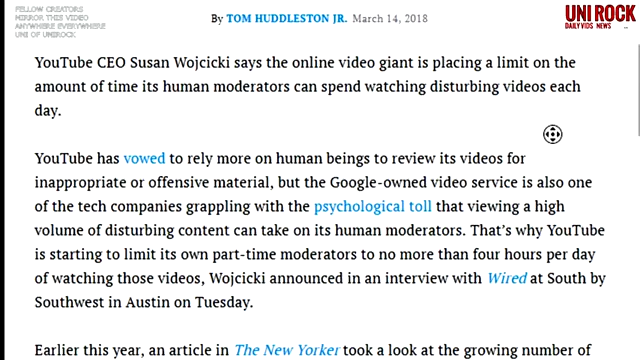 FELLOW CREATORS
MIRROR THIS VIDEO
ANYWHERE EVERYWHERE
UNI OF UNIROCK
By TOM HUDDLESTON JR. March 14, 2018
UNI ROCK
DAILY VIDS NEWS
YouTube CEO Susan Wojcicki says the online video giant is placing a limit on the
amount of time its human moderators can spend watching disturbing videos each
day.
YouTube has vowed to rely more on human beings to review its videos for
inappropriate or offensive material, but the Google-owned video service is also one
of the tech companies grappling with the psychological toll that viewing a high
volume of disturbing content can take on its human moderators. That's why YouTube
is starting to limit its own part-time moderators to no more than four hours per day
of watching those videos, Wojcicki announced in an interview with Wired at South by
Southwest in Austin on Tuesday.
Earlier this year, an article in The New Yorker took a look at the growing number of